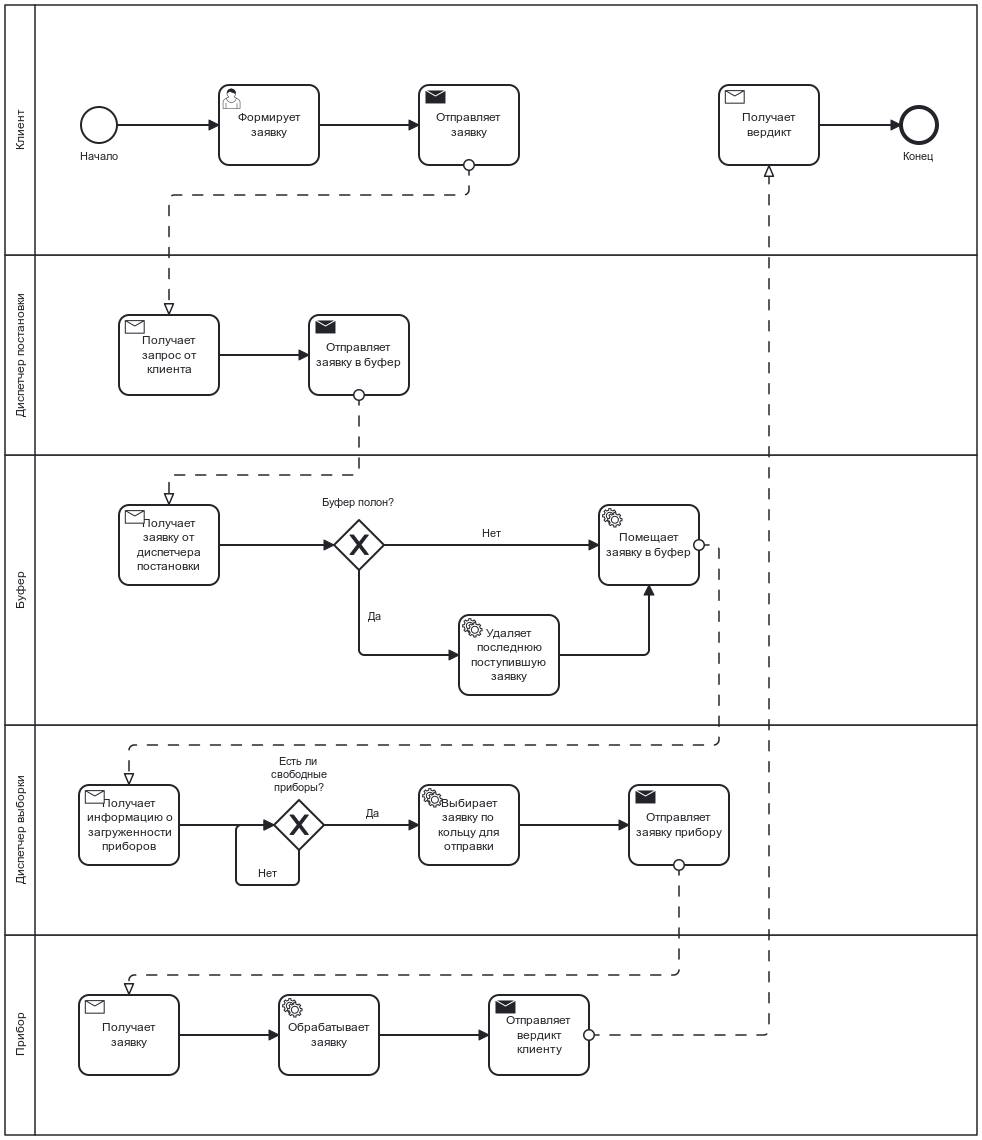 Клиент
Начало
Формирует
заявку
Отправляет
заявку
Получает
вердикт
Конец
Диспетчер постановки
Получает
запрос от
клиента
Отправляет
заявку в буфер
Буфер
Получает
заявку от
диспетчера
постановки
Буфер полон?
Нет
Да
Удаляет
последнюю
поступившую
заявку
Помещает
заявку в буфер
Диспетчер выборки
Получает
информацию о
загруженности
приборов
Есть ли
свободные
приборы?
Нет
Да
Выбирает
заявку по
кольцу для
отправки
Отправляет
заявку прибору
Прибор
Получает
заявку
Обрабатывает
заявку
Отправляет
вердикт
клиенту